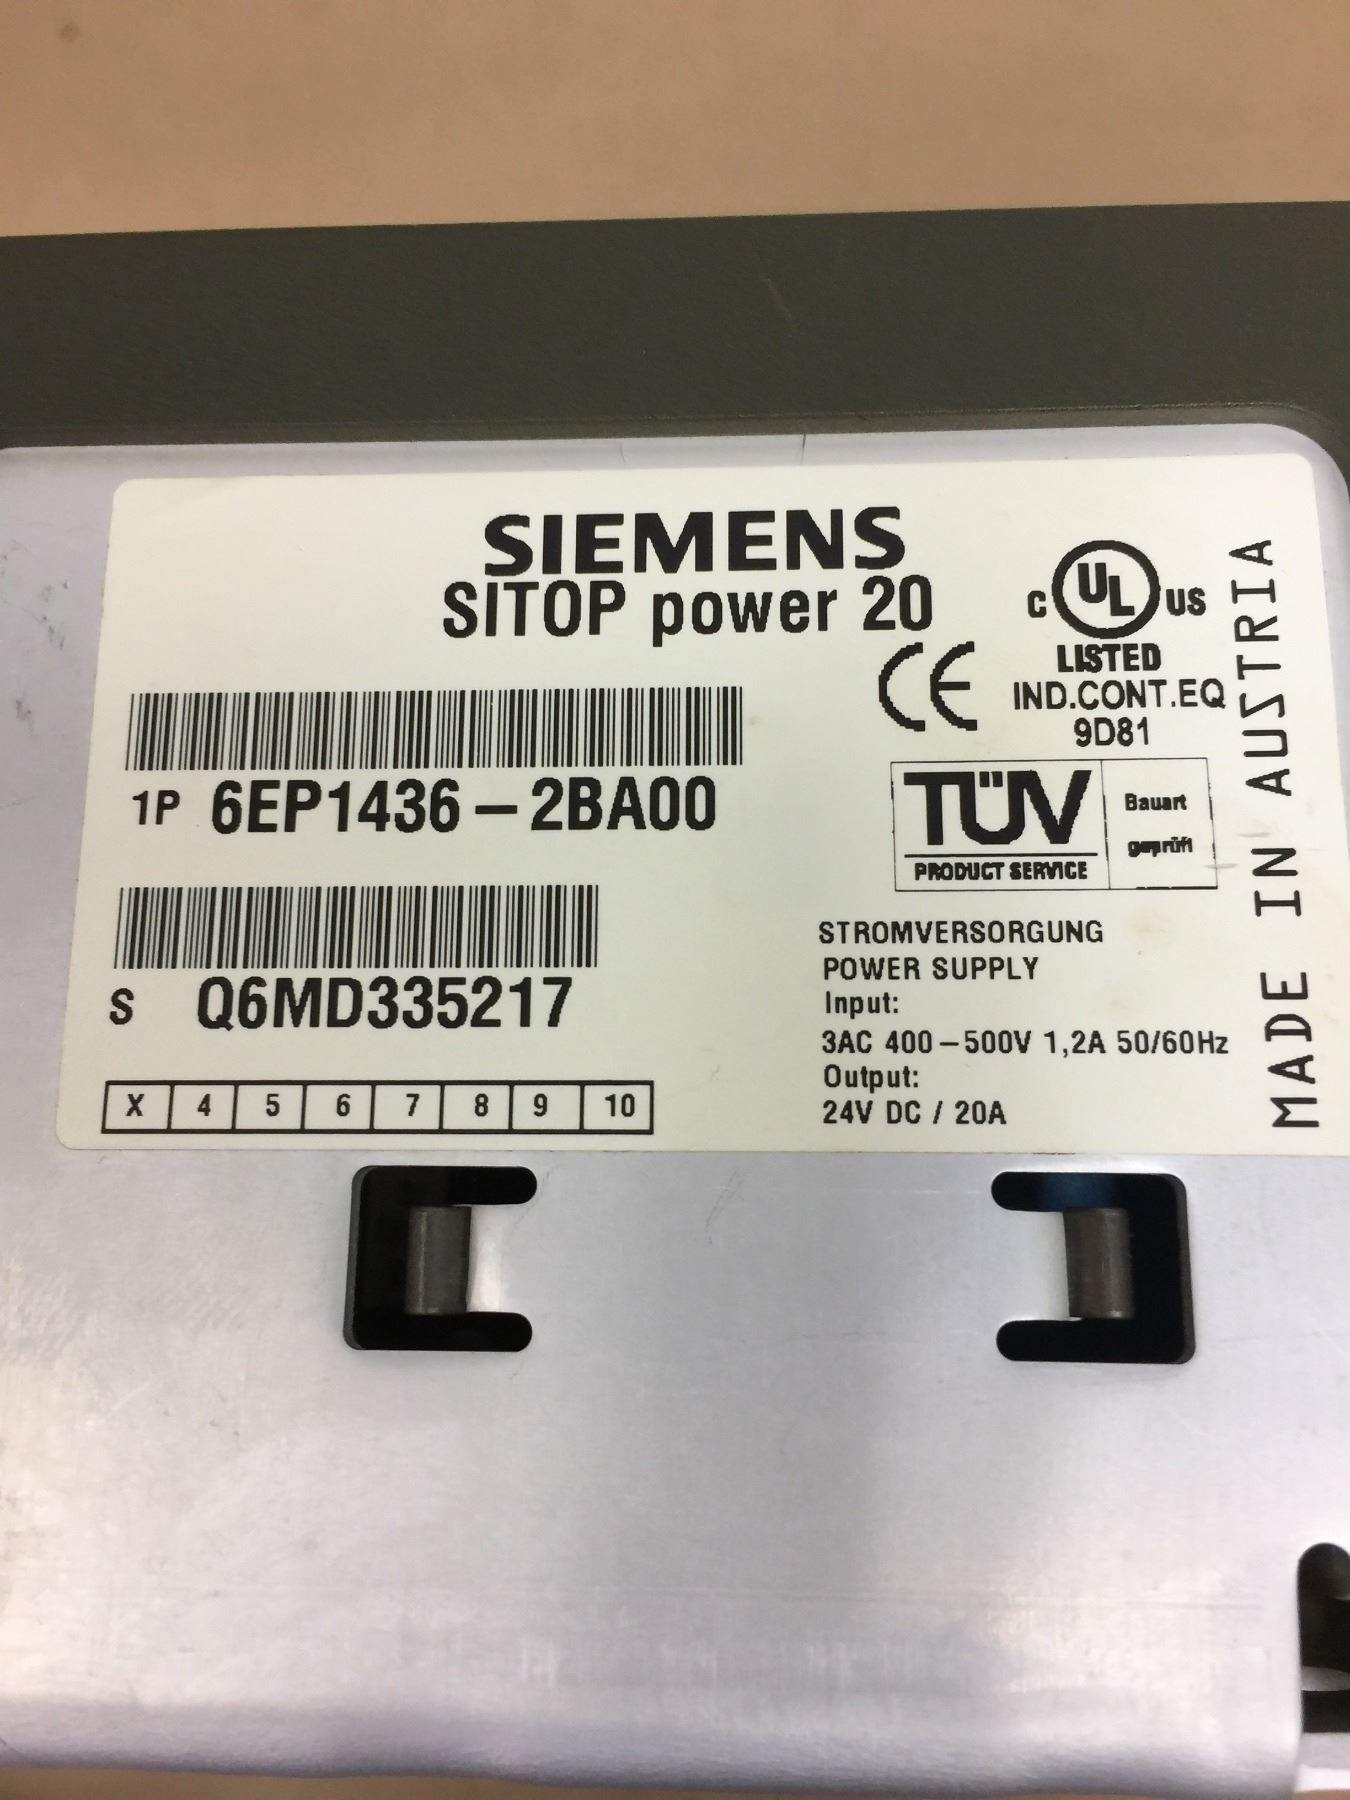 SIEMENS
SITOP power 20
C UL US
LISTED
IND.CONT.EQ
9D81
CE
1P 6EP1436-2BA00
TÜV
PRODUCT SERVICE
Bauart
geprüft
S Q6MD335217
X 4 5 6 7 8 9 10
STROMVERSORGUNG
POWER SUPPLY
Input:
3AC 400-500V 1,2A 50/60Hz
Output:
24V DC / 20A
MADE IN AUSTRIA